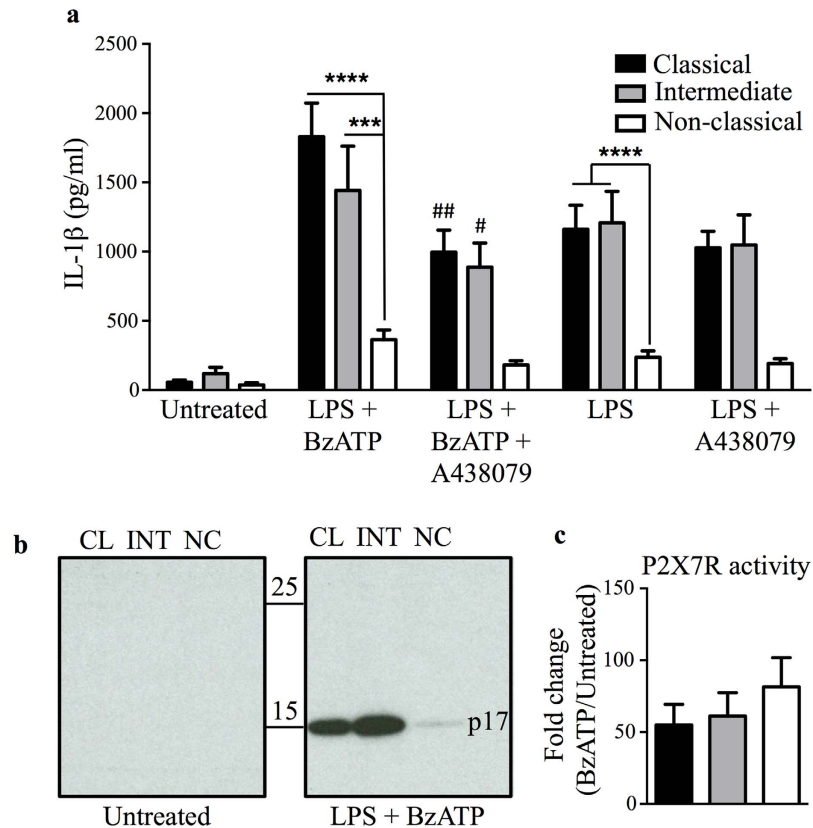 a
2500
2000
1500
1000
500
0
IL-1β (pg/ml)
****
***
##
#
****
Classical
Intermediate
Non-classical
Untreated
LPS +
BzATP
LPS +
BzATP +
A438079
LPS
LPS +
A438079
b
CL INT NC
CL INT NC
25
15
p17
Untreated
LPS + BzATP
c
P2X7R activity
150
100
50
0
Fold change
(BzATP/Untreated)